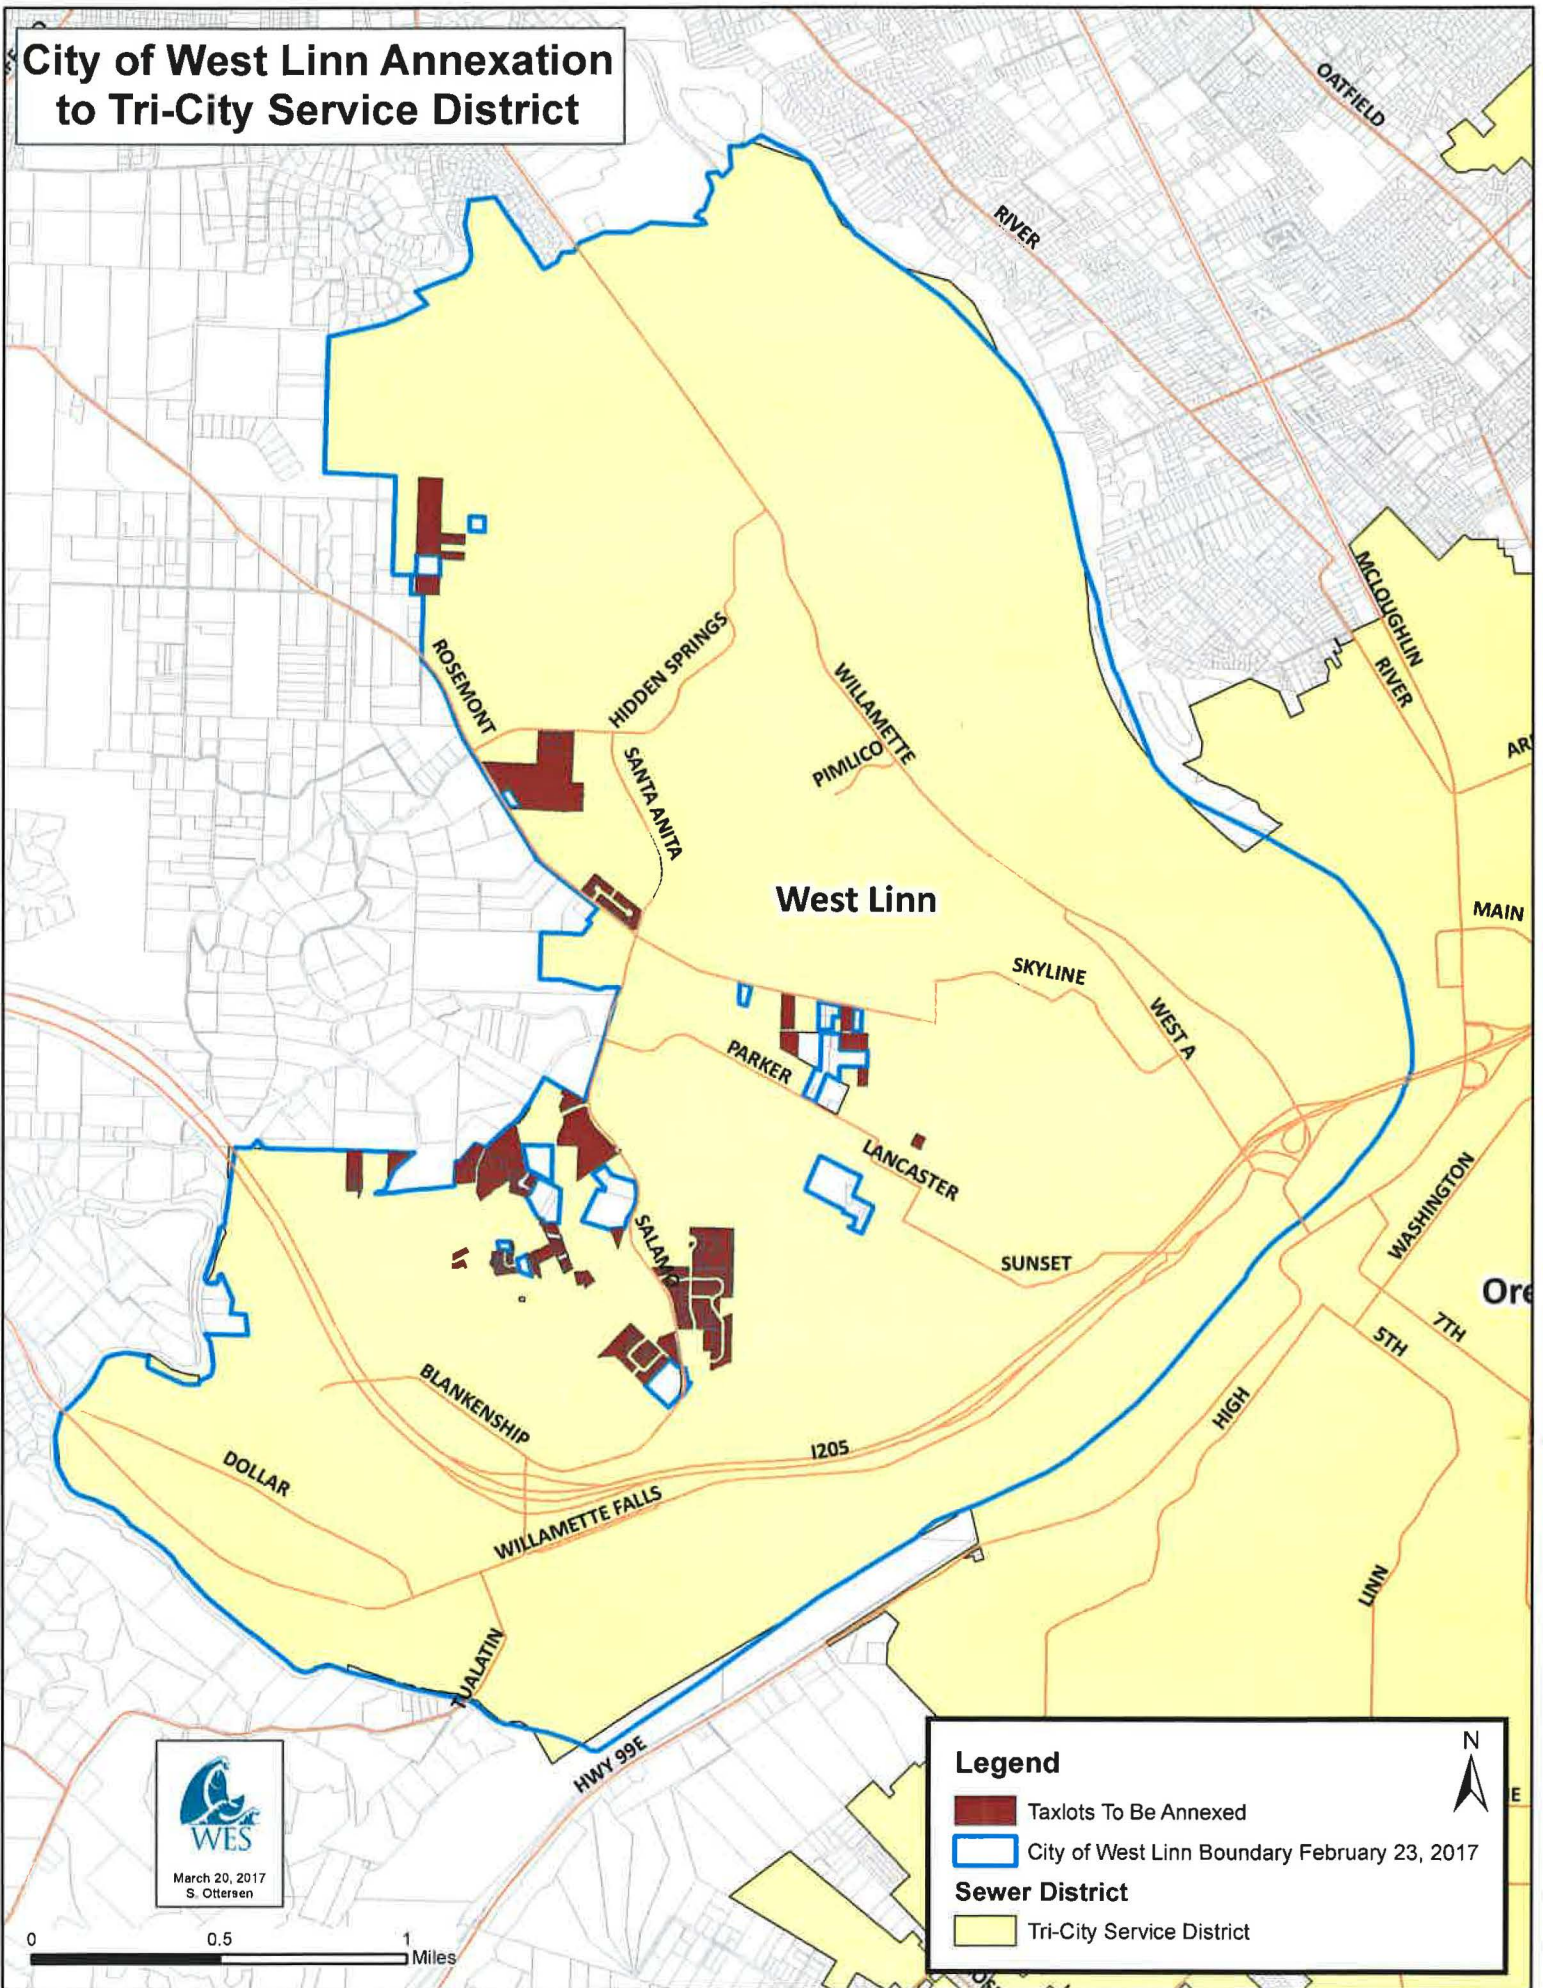 City of West Linn Annexation
to Tri-City Service District
OATFIELD
RIVER
MCLOUGHLIN
RIVER
ROSEMONT
HIDDEN SPRINGS
WILLAMETTE
PIMLICO
SANTA ANITA
West Linn
MAIN
SKYLINE
WEST A
PARKER
LANCASTER
WASHINGTON
SALAMO
SUNSET
7TH
5TH
BLANKENSHIP
HIGH
I205
DOLLAR
WILLAMETTE FALLS
LINN
TUALATIN
HWY 99E
WES
March 20, 2017
S. Ottersen
0 0.5 1
Miles
Legend
N
Taxlots To Be Annexed
City of West Linn Boundary February 23, 2017
Sewer District
Tri-City Service District